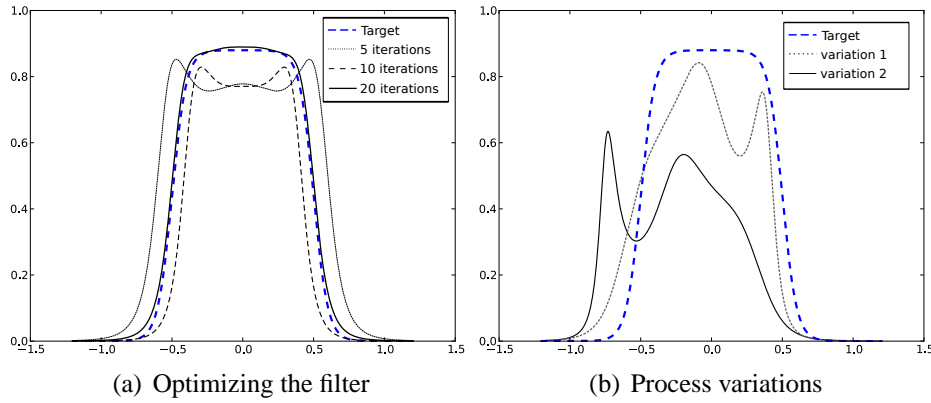 1.0
0.8
0.6
0.4
0.2
0.0
−1.5 −1.0 −0.5 0.0 0.5 1.0 1.5
Target
5 iterations
10 iterations
20 iterations
(a) Optimizing the filter
1.0
0.8
0.6
0.4
0.2
0.0
−1.5 −1.0 −0.5 0.0 0.5 1.0 1.5
Target
variation 1
variation 2
(b) Process variations